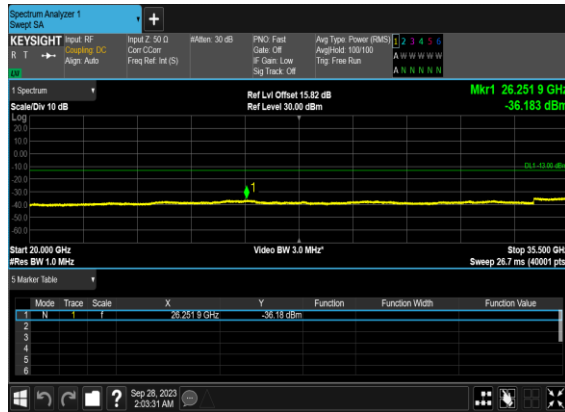 Spectrum Analyzer 1
Swept SA
+
KEYSIGHT Input: RF Input Z: 50 Ω #Atten: 30 dB PNO: Fast Avg Type: Power (RMS) 1 2 3 4 5 6
R T Coupling: DC Corr CCorr Gate: Off Avg|Hold: 100/100 A W W W W W
Align: Auto Freq Ref: Int (S) IF Gain: Low Trig: Free Run
LU Sig Track: Off A N N N N N
1 Spectrum Ref Lvl Offset 15.82 dB Mkr1 26.251 9 GHz
Scale/Div 10 dB Ref Level 30.00 dBm -36.183 dBm
Log
20.0
10.0
0.00
-10.0 DL1 -13.00 dBm
-20.0
-30.0 1
-40.0
-50.0
-60.0
Start 20.000 GHz Video BW 3.0 MHz* Stop 35.500 GHz
#Res BW 1.0 MHz Sweep 26.7 ms (40001 pts
5 Marker Table
Mode Trace Scale X Y Function Function Width Function Value
1 N 1 f 26.251 9 GHz -36.18 dBm
2
3
4
5
6
? Sep 28, 2023
2:03:31 AM